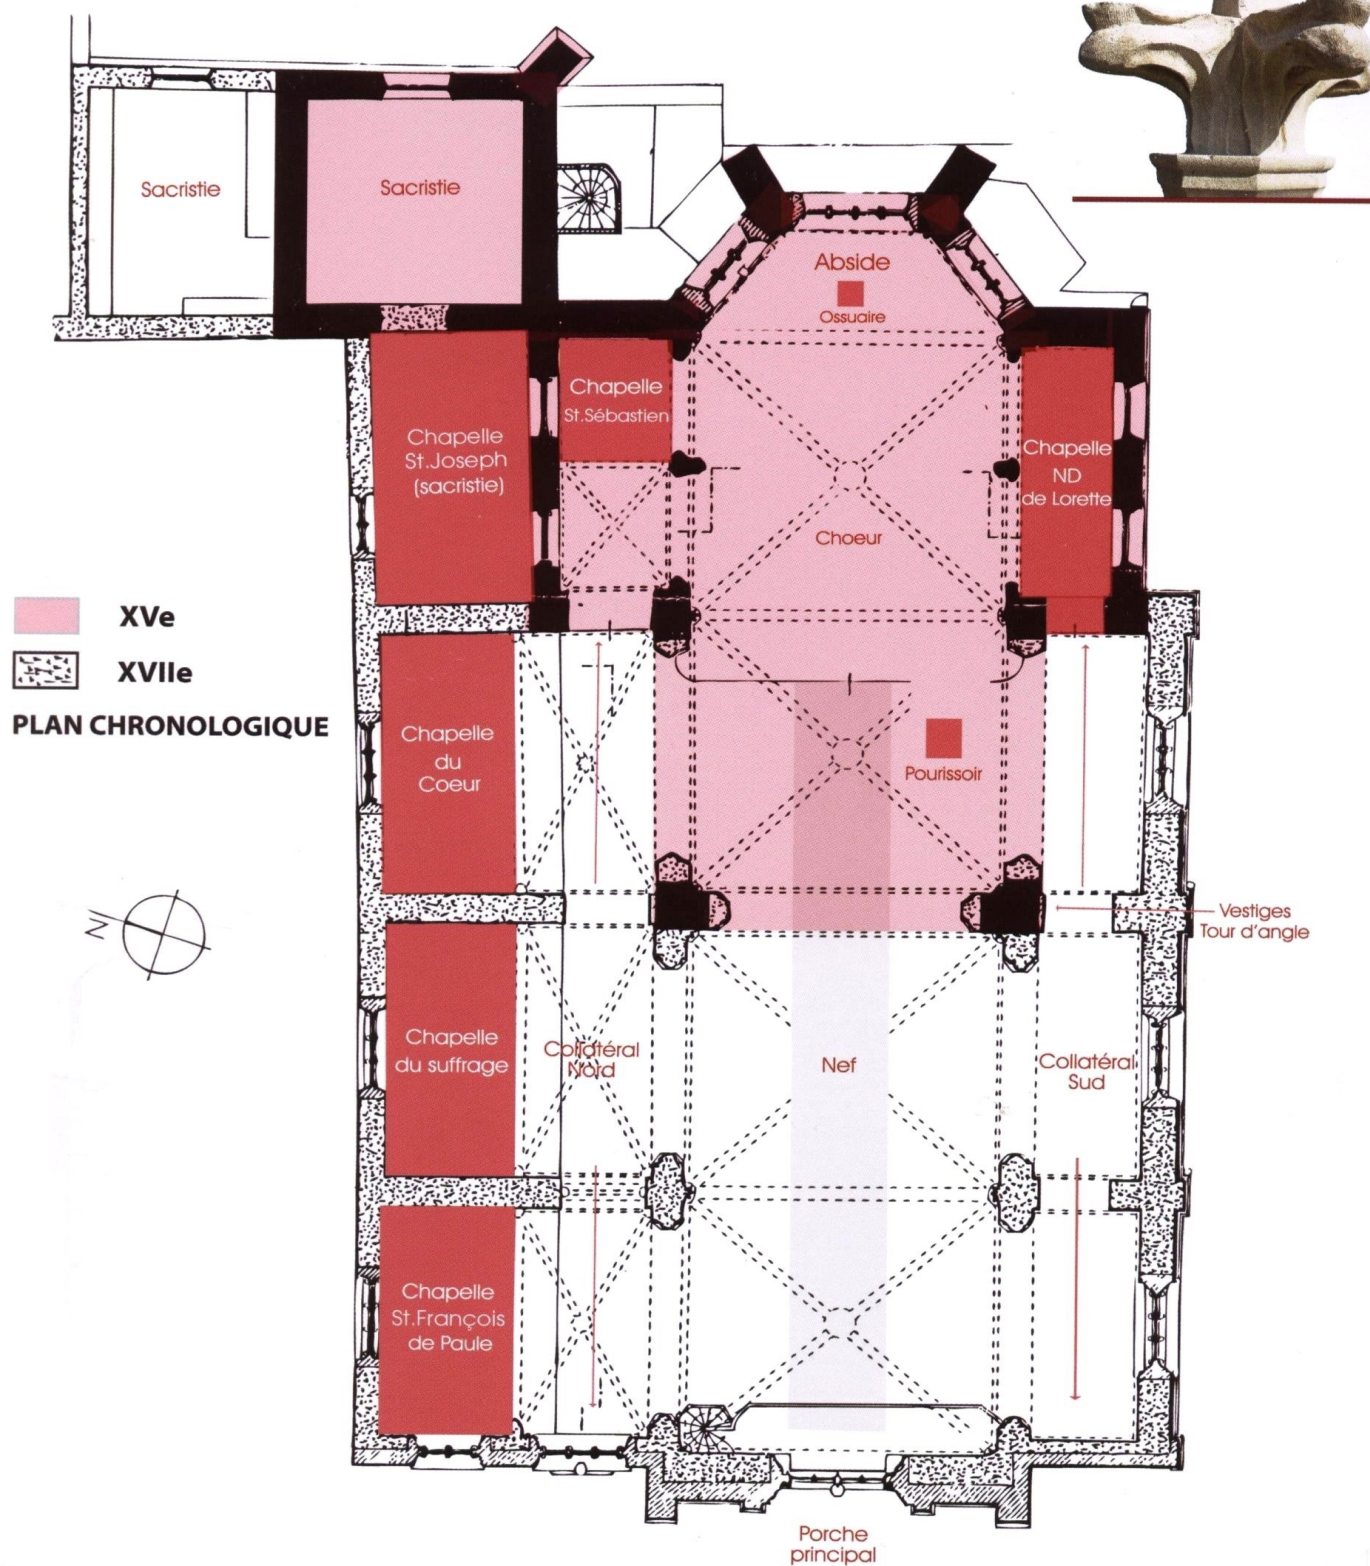 Sacristie
Sacristie
Abside
Ossuaire
Chapelle
St.Sébastien
Chapelle
St.Joseph
(sacristie)
Chapelle
ND
de Lorette
Choeur
XVe
XVIIe
PLAN CHRONOLOGIQUE
Chapelle
du
Coeur
Pourissoir
N
Vestiges
Tour d'angle
Chapelle
du suffrage
Collatéral
Nord
Nef
Collatéral
Sud
Chapelle
St.François
de Paule
Porche
principal